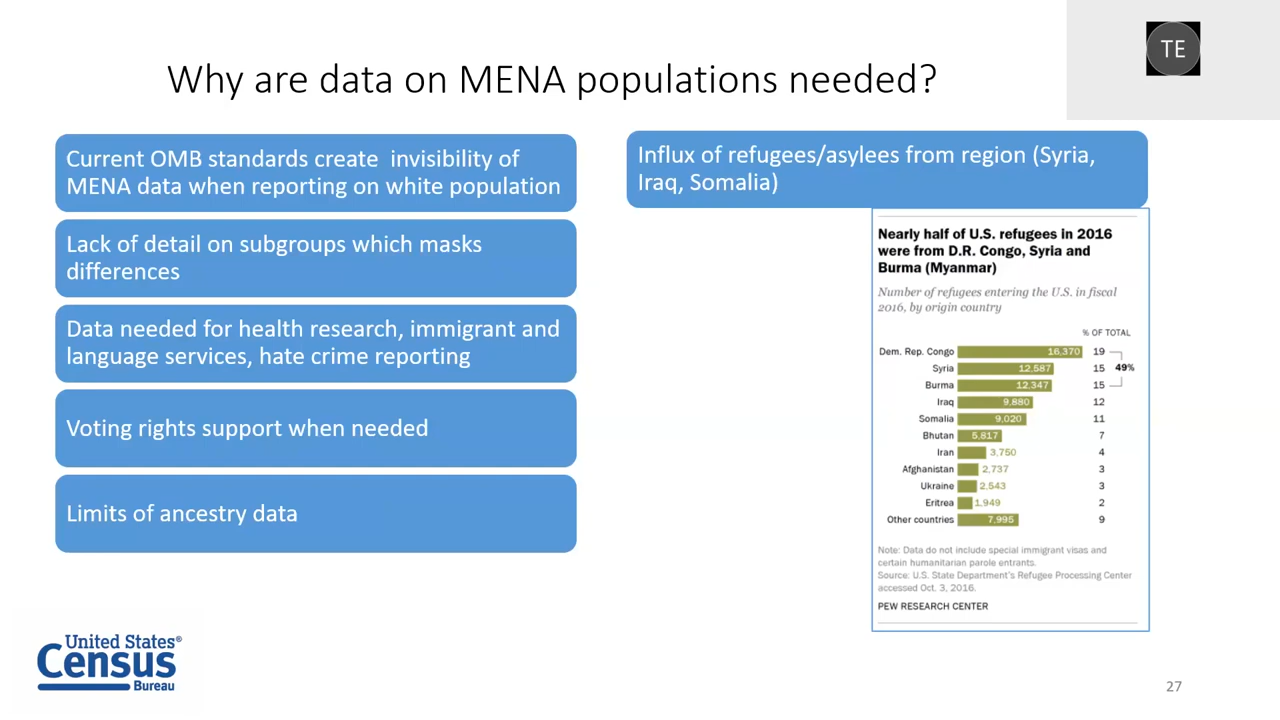 TE
Why are data on MENA populations needed?
Current OMB standards create  invisibility of
MENA data when reporting on white population
Lack of detail on subgroups which masks
differences
Data needed for health research, immigrant and
language services, hate crime reporting
Voting rights support when needed
Limits of ancestry data
Influx of refugees/asylees from region (Syria,
Iraq, Somalia)
Nearly half of U.S. refugees in 2016
were from D.R. Congo, Syria and
Burma (Myanmar)
Number of refugees entering the U.S. in fiscal
2016, by origin country
% OF TOTAL
Dem. Rep. Congo 16,370 19
Syria 12,587 15 49%
Burma 12,347 15
Iraq 9,880 12
Somalia 9,020 11
Bhutan 5,817 7
Iran 3,750 4
Afghanistan 2,737 3
Ukraine 2,543 3
Eritrea 1,949 2
Other countries 7,995 9
Note: Data do not include special immigrant visas and
certain humanitarian parole entrants.
Source: U.S. State Department's Refugee Processing Center
accessed Oct. 3, 2016.
PEW RESEARCH CENTER
United States®
Census
Bureau
27